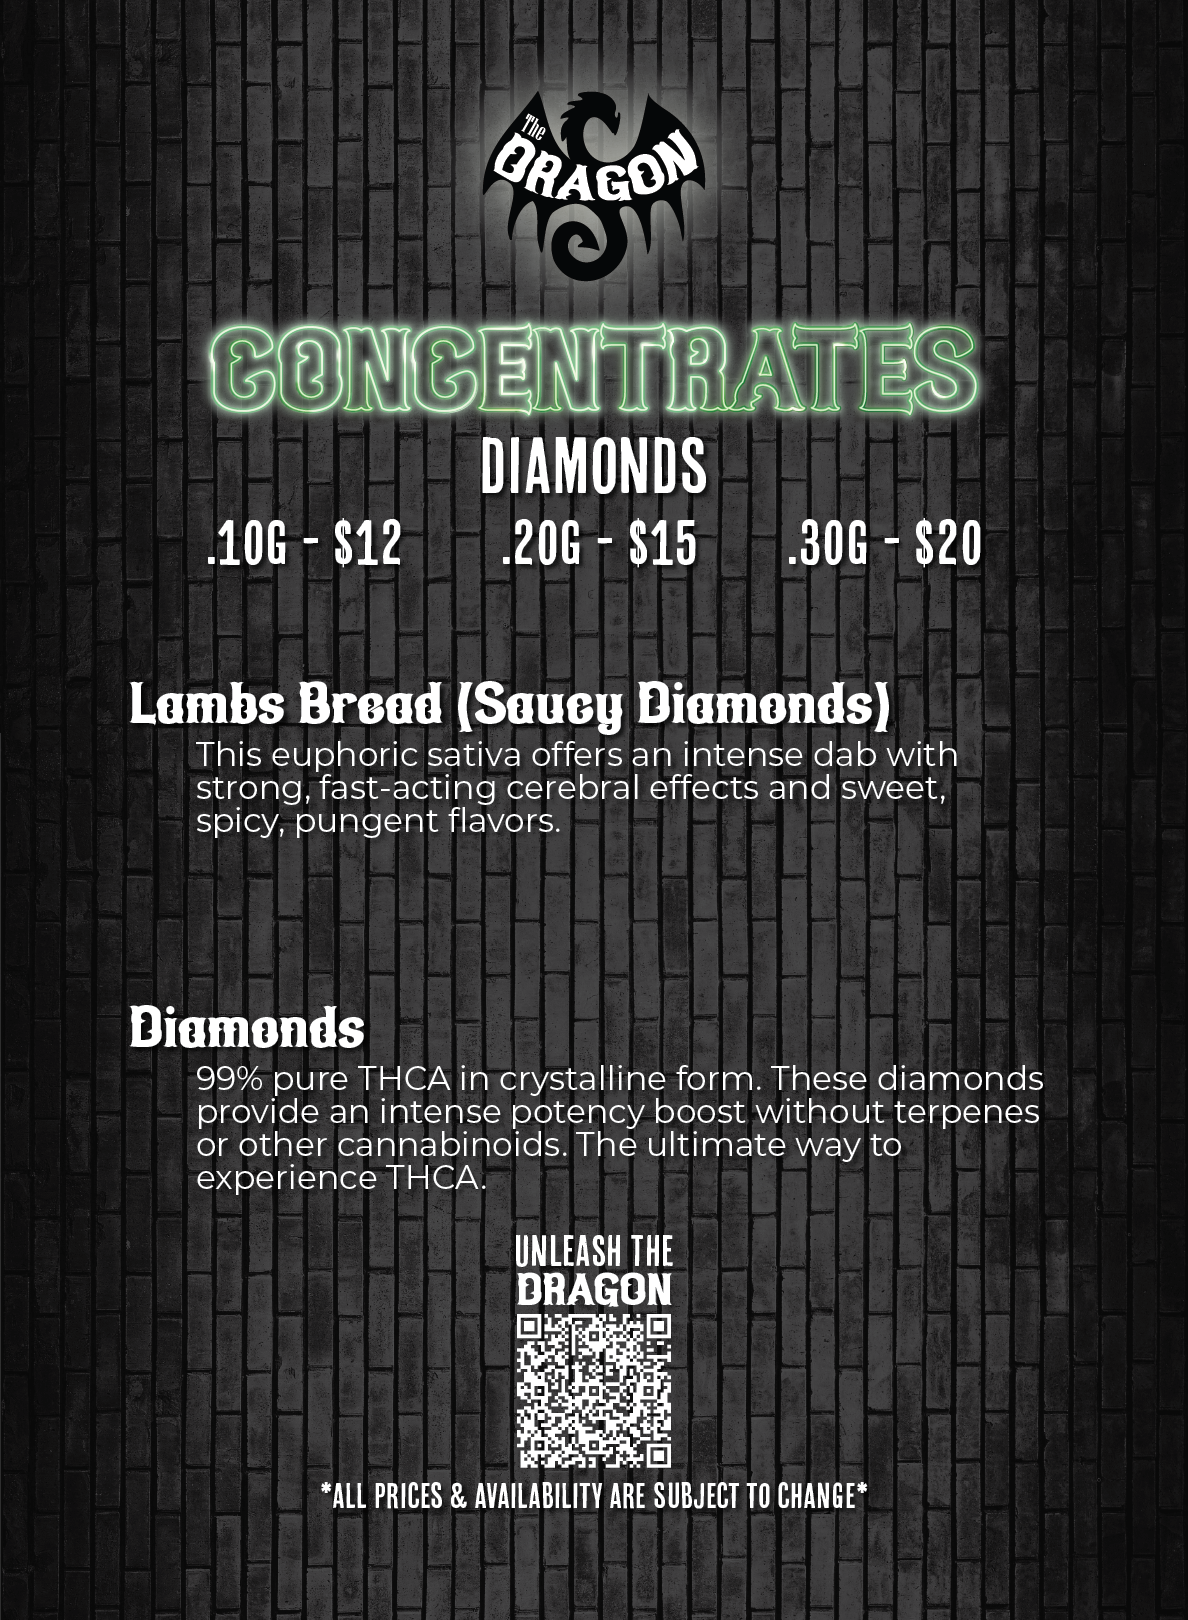 The
DRAGON
CONCENTRATES
DIAMONDS
.10G - $12 .20G - $15 .30G - $20
Lambs Bread (Saucy Diamonds)
This euphoric sativa offers an intense dab with
strong, fast-acting cerebral effects and sweet,
spicy, pungent flavors.
Diamonds
99% pure THCA in crystalline form. These diamonds
provide an intense potency boost without terpenes
or other cannabinoids. The ultimate way to
experience THCA.
UNLEASH THE
DRAGON
*ALL PRICES & AVAILABILITY ARE SUBJECT TO CHANGE*